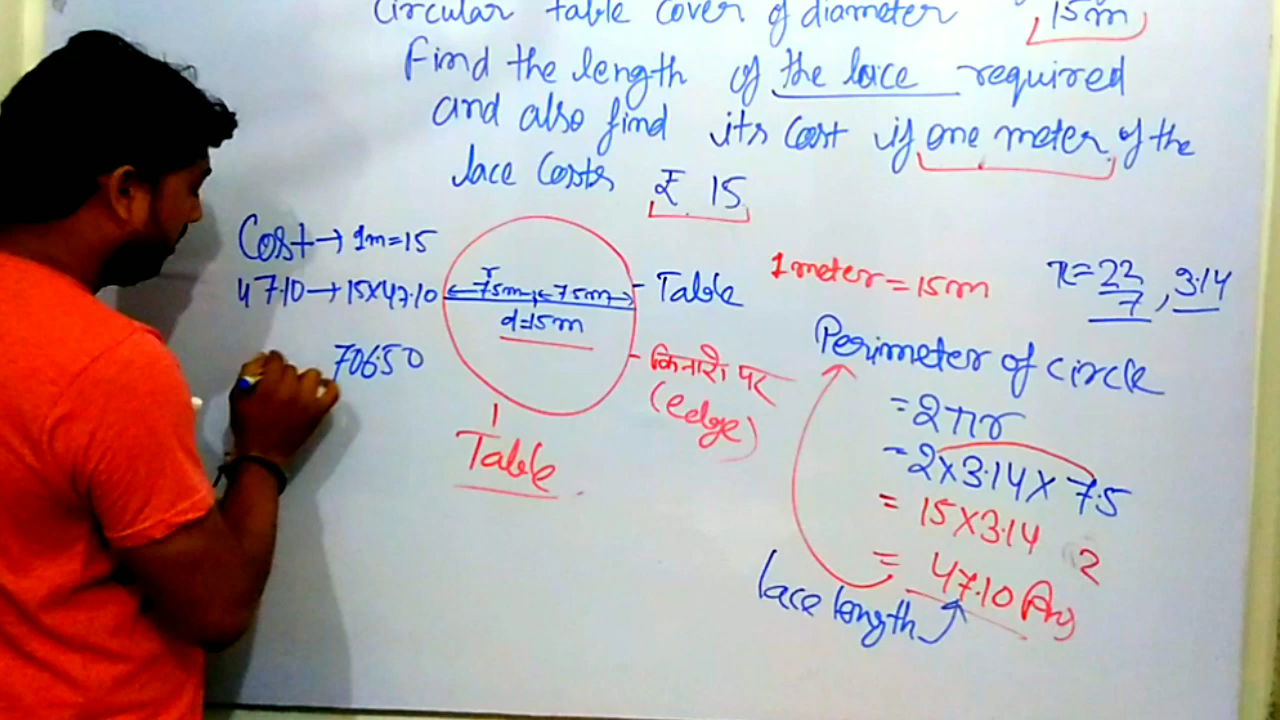 Circular table cover of diameter 15m
Find the length of the lace required
and also find its cost if one meter of the
lace costs ₹ 15
Cost → 1m=15
47.10 → 15×47.10
70650
r
7.5m 7.5m
d=15m
Table
किनारो पर
(edge)
Table
1 meter = 15m
π = 22/7, 3.14
Perimeter of circle
= 2πr
= 2×3.14×7.5
= 15×3.14
2
= 47.10 Ans
lace length